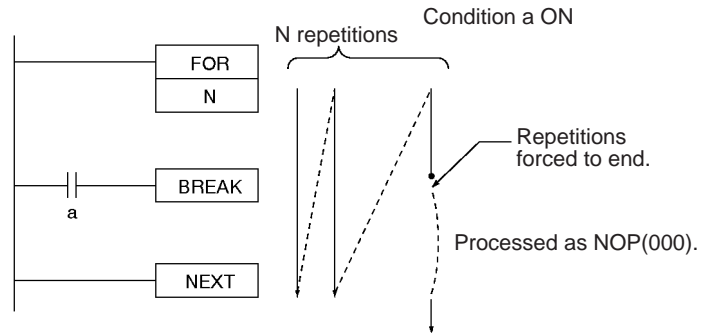 Condition a ON
N repetitions
FOR
N
Repetitions
forced to end.
BREAK
a
Processed as NOP(000).
NEXT